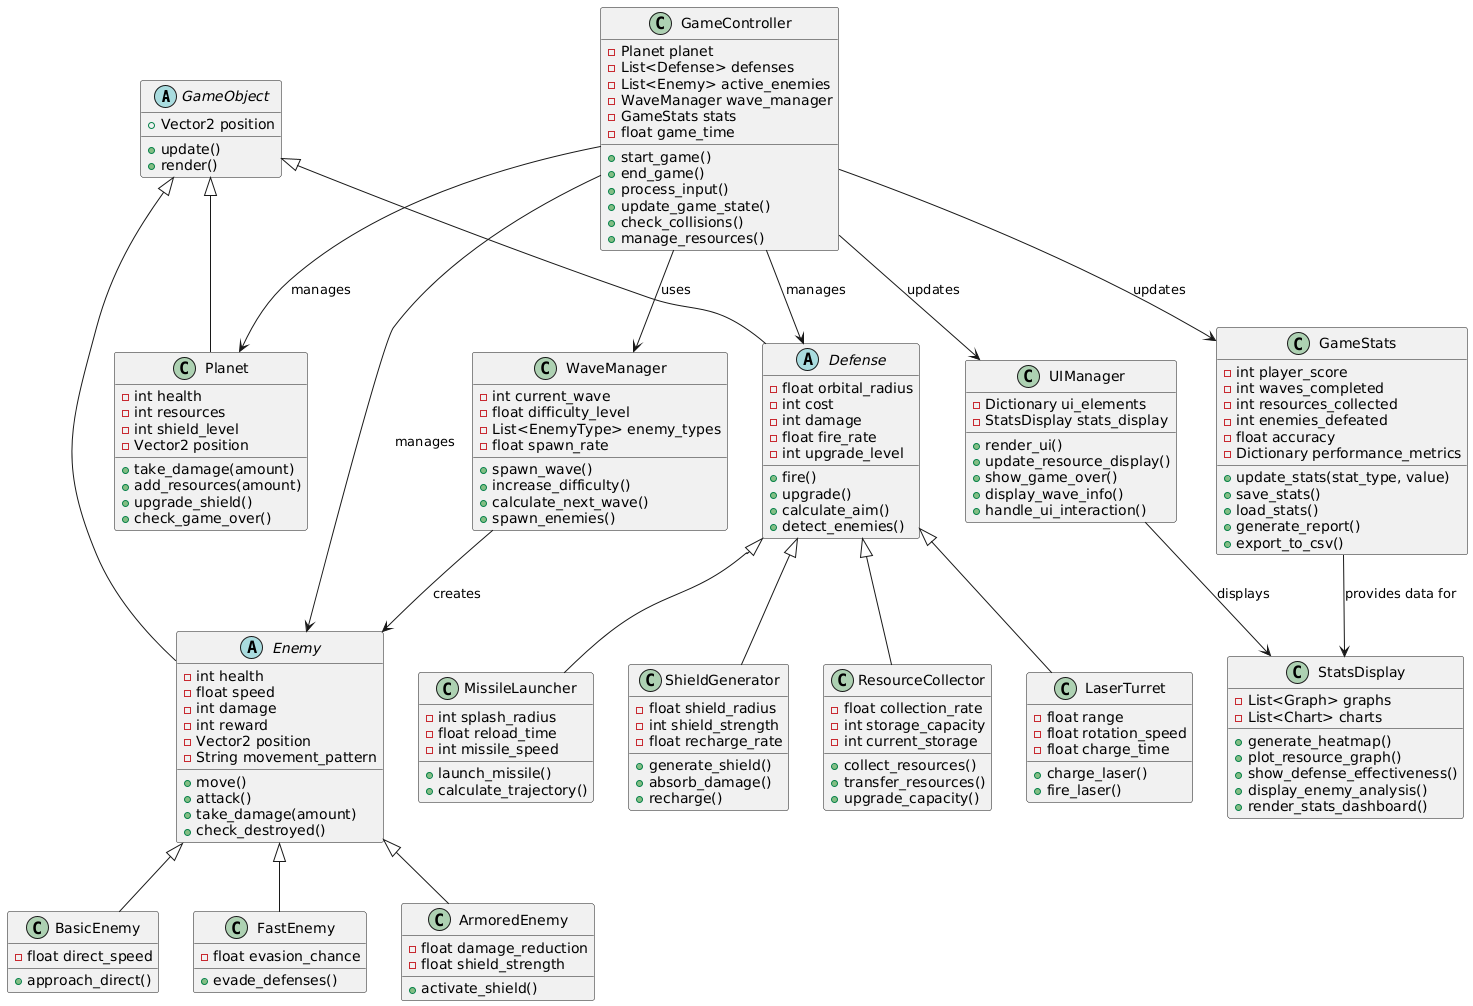 C GameController
Planet planet
List<Defense> defenses
List<Enemy> active_enemies
WaveManager wave_manager
GameStats stats
float game_time
start_game()
end_game()
process_input()
update_game_state()
check_collisions()
manage_resources()
A GameObject
Vector2 position
update()
render()
manages
uses
manages
updates
updates
manages
C Planet
int health
int resources
int shield_level
Vector2 position
take_damage(amount)
add_resources(amount)
upgrade_shield()
check_game_over()
C WaveManager
int current_wave
float difficulty_level
List<EnemyType> enemy_types
float spawn_rate
spawn_wave()
increase_difficulty()
calculate_next_wave()
spawn_enemies()
A Defense
float orbital_radius
int cost
int damage
float fire_rate
int upgrade_level
fire()
upgrade()
calculate_aim()
detect_enemies()
C UIManager
Dictionary ui_elements
StatsDisplay stats_display
render_ui()
update_resource_display()
show_game_over()
display_wave_info()
handle_ui_interaction()
C GameStats
int player_score
int waves_completed
int resources_collected
int enemies_defeated
float accuracy
Dictionary performance_metrics
update_stats(stat_type, value)
save_stats()
load_stats()
generate_report()
export_to_csv()
creates
displays
provides data for
A Enemy
int health
float speed
int damage
int reward
Vector2 position
String movement_pattern
move()
attack()
take_damage(amount)
check_destroyed()
C MissileLauncher
int splash_radius
float reload_time
int missile_speed
launch_missile()
calculate_trajectory()
C ShieldGenerator
float shield_radius
int shield_strength
float recharge_rate
generate_shield()
absorb_damage()
recharge()
C ResourceCollector
float collection_rate
int storage_capacity
int current_storage
collect_resources()
transfer_resources()
upgrade_capacity()
C LaserTurret
float range
float rotation_speed
float charge_time
charge_laser()
fire_laser()
C StatsDisplay
List<Graph> graphs
List<Chart> charts
generate_heatmap()
plot_resource_graph()
show_defense_effectiveness()
display_enemy_analysis()
render_stats_dashboard()
C BasicEnemy
float direct_speed
approach_direct()
C FastEnemy
float evasion_chance
evade_defenses()
C ArmoredEnemy
float damage_reduction
float shield_strength
activate_shield()